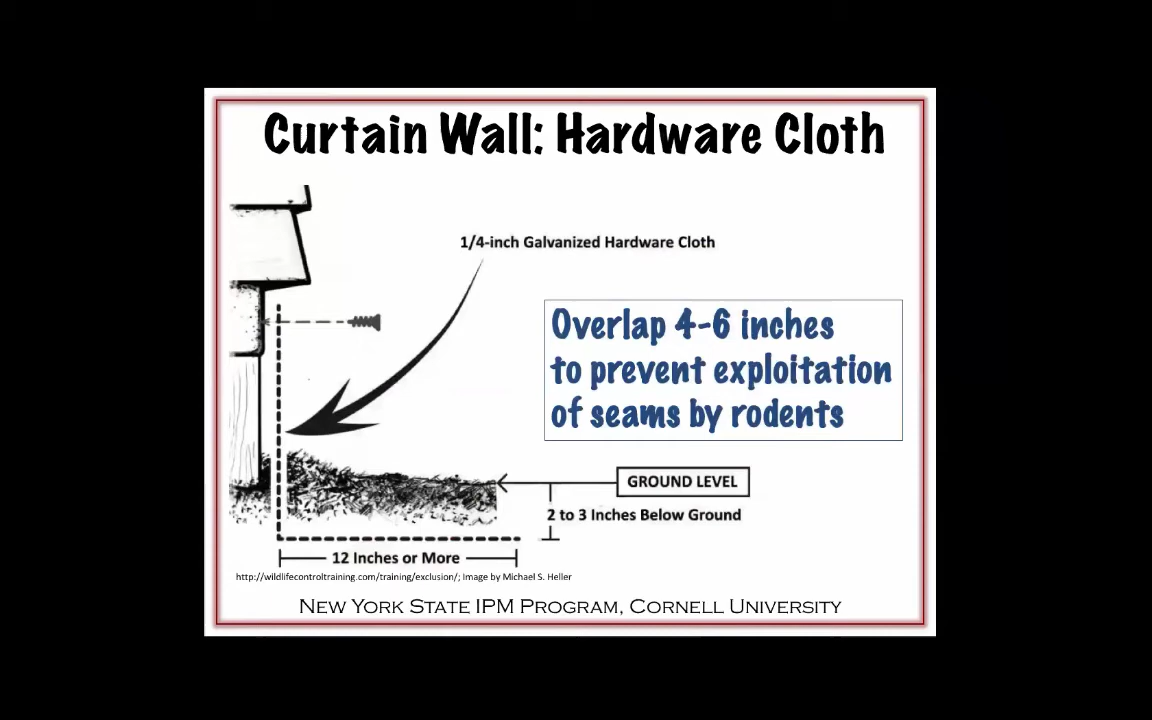 Curtain Wall: Hardware Cloth
1/4-inch Galvanized Hardware Cloth
Overlap 4-6 inches
to prevent exploitation
of seams by rodents
GROUND LEVEL
2 to 3 Inches Below Ground
12 Inches or More
http://wildlifecontroltraining.com/training/exclusion/; Image by Michael S. Heller
New York State IPM Program, Cornell University